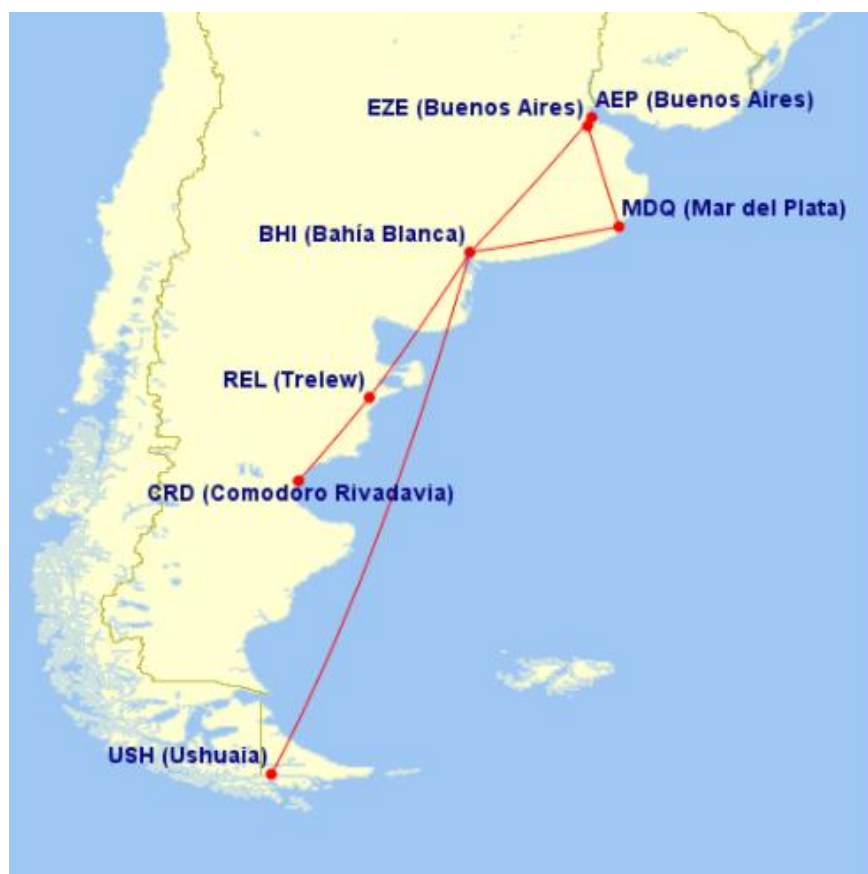 AEP (Buenos Aires)
EZE (Buenos Aires)
MDQ (Mar del Plata)
BHI (Bahía Blanca)
REL (Trelew)
CRD (Comodoro Rivadavia)
USH (Ushuaia)